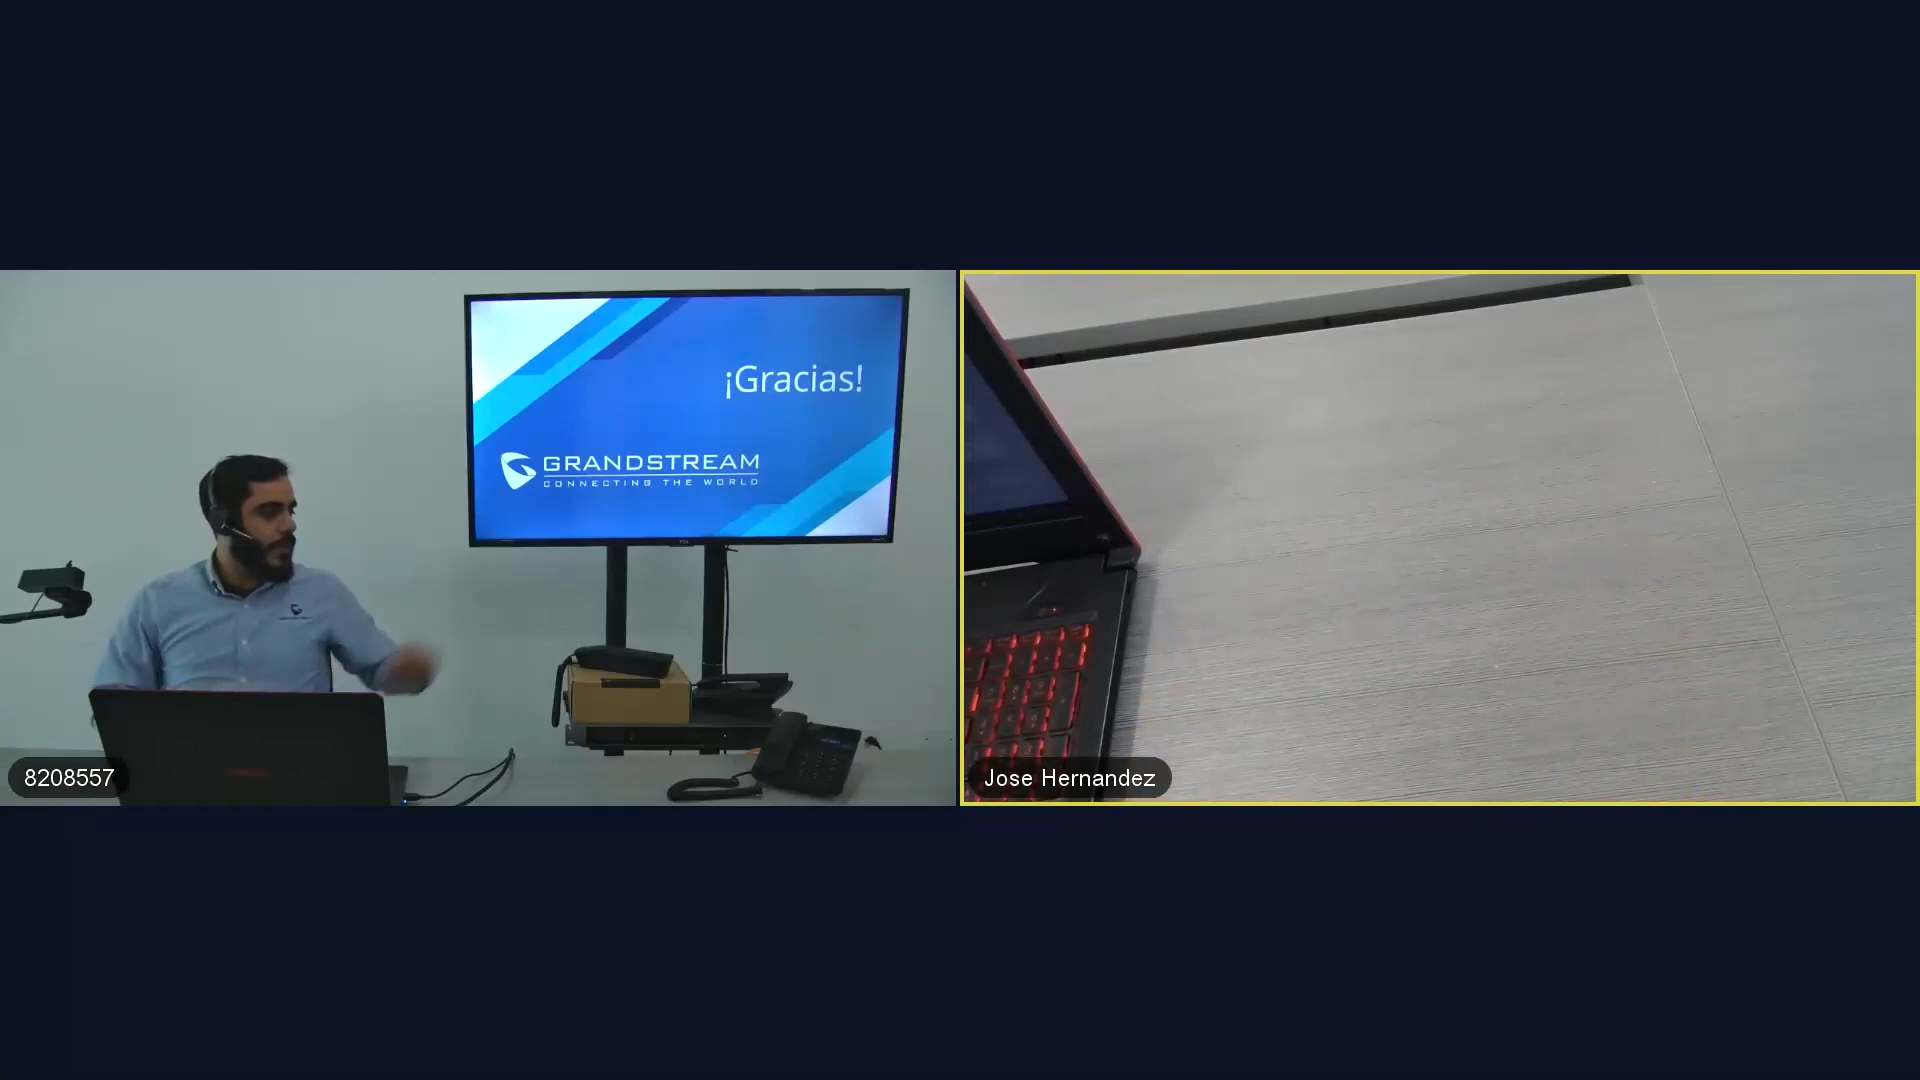 ¡Gracias!
GRANDSTREAM
CONNECTING THE WORLD
8208557
Jose Hernandez